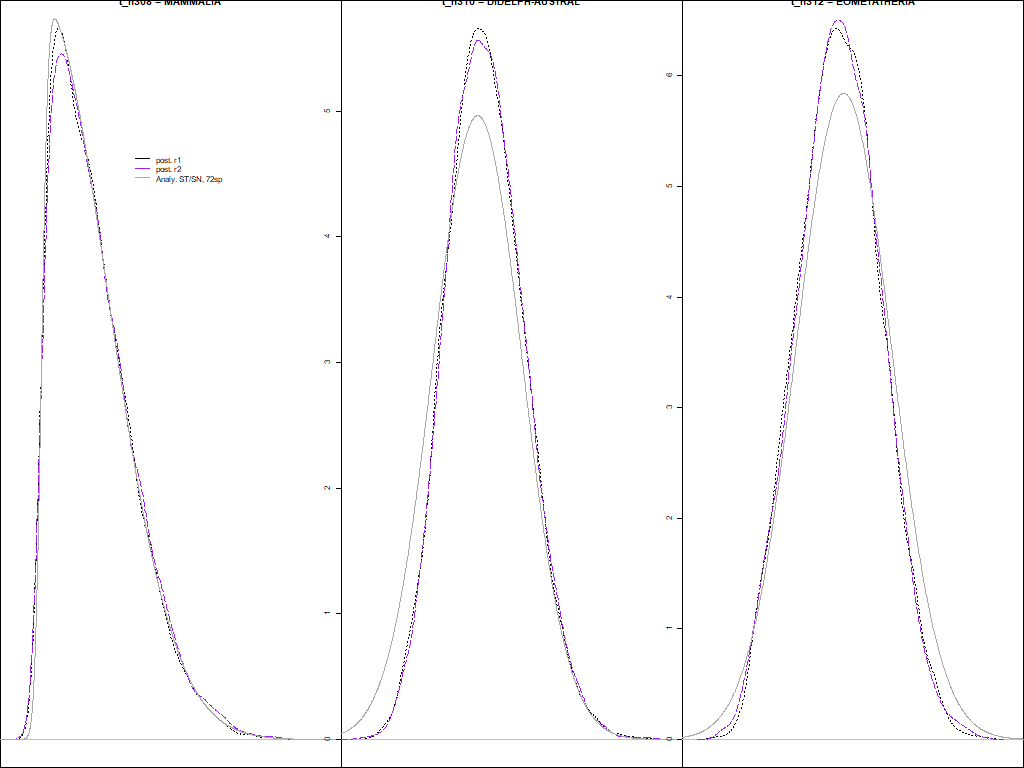 t_n308 = MAMMALIA
t_n310 = DIDELPH-AUSTRAL
t_n312 = EOMETATHERIA
post. r1
post. r2
Analy. ST/SN, 72sp
0
1
2
3
4
5
0
1
2
3
4
5
6